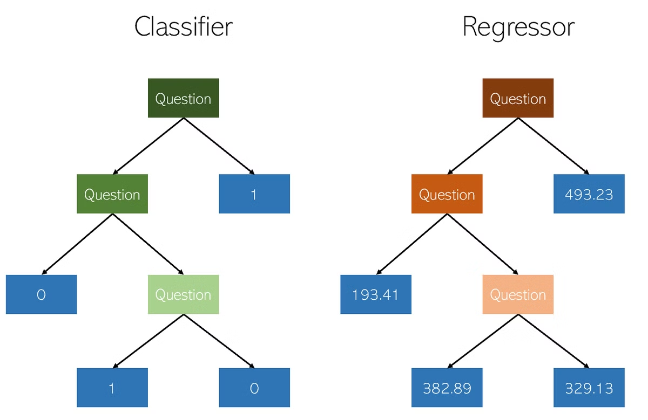 Classifier
Question
Question
1
0
Question
1
0
Regressor
Question
Question
493.23
193.41
Question
382.89
329.13